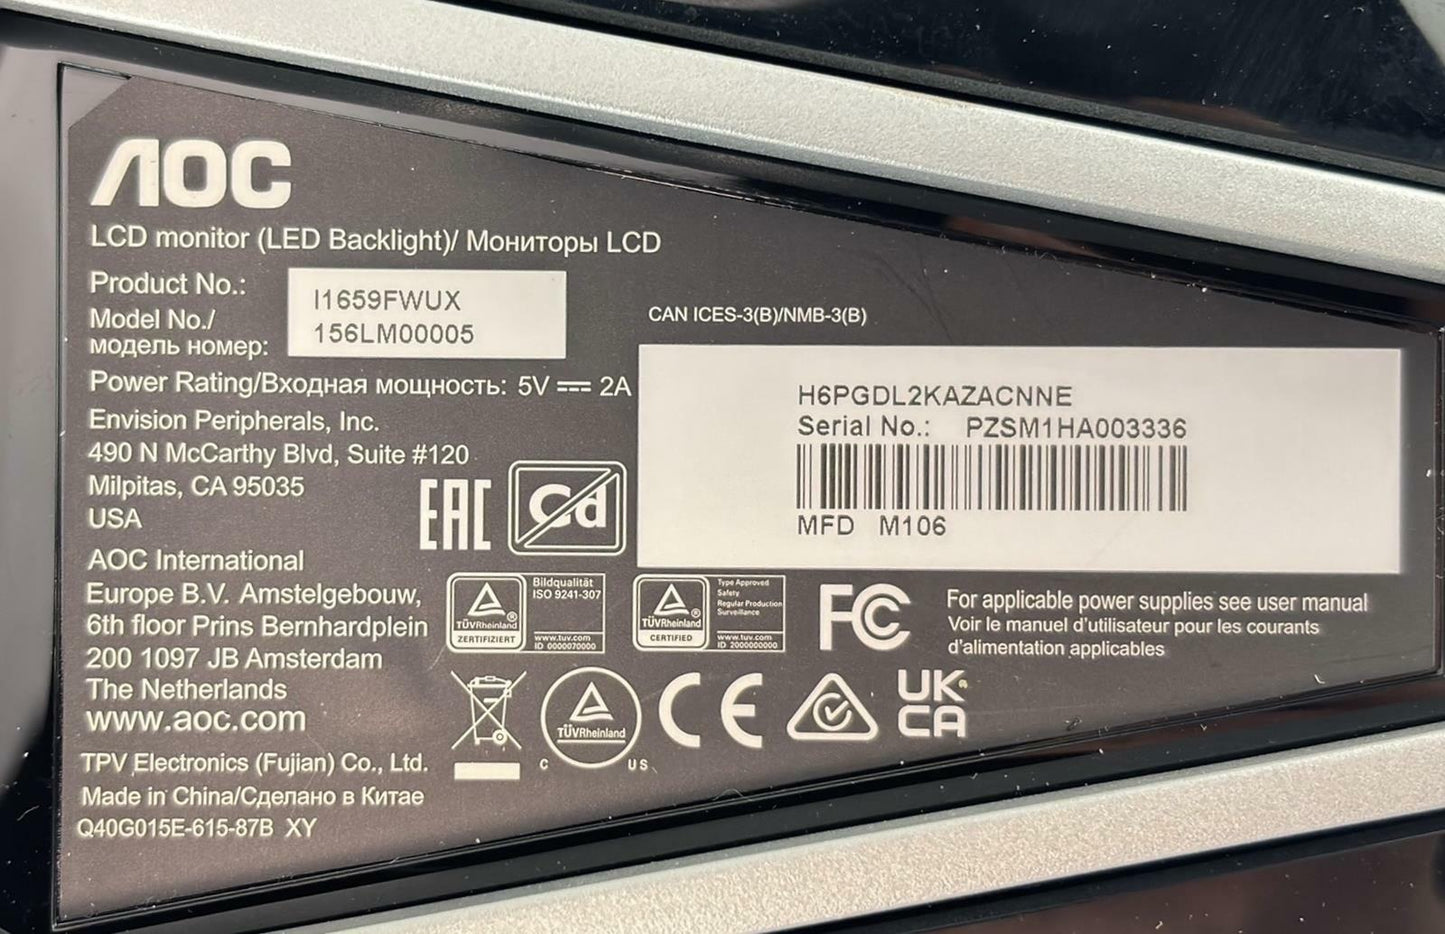 AOC
LCD monitor (LED Backlight)/ Мониторы LCD
Product No.: I1659FWUX
Model No./
модель номер: 156LM00005
Power Rating/Входная мощность: 5V ⎓ 2A
Envision Peripherals, Inc.
490 N McCarthy Blvd, Suite #120
Milpitas, CA 95035
USA
AOC International
Europe B.V. Amstelgebouw,
6th floor Prins Bernhardplein
200 1097 JB Amsterdam
The Netherlands
www.aoc.com
TPV Electronics (Fujian) Co., Ltd.
Made in China/Сделано в Китае
Q40G015E-615-87B XY
CAN ICES-3(B)/NMB-3(B)
H6PGDL2KAZACNNE
Serial No.: PZSM1HA003336
MFD M106
EAC
Cd
TÜVRheinland
ZERTIFIZIERT
Bildqualität
ISO 9241-307
www.tuv.com
ID 0000070000
TÜVRheinland
CERTIFIED
Type Approved
Safety
Regular Production
Surveillance
www.tuv.com
ID 2000000000
FC
For applicable power supplies see user manual
Voir le manuel d'utilisateur pour les courants
d'alimentation applicables
TÜVRheinland
C US
CE
UK
CA